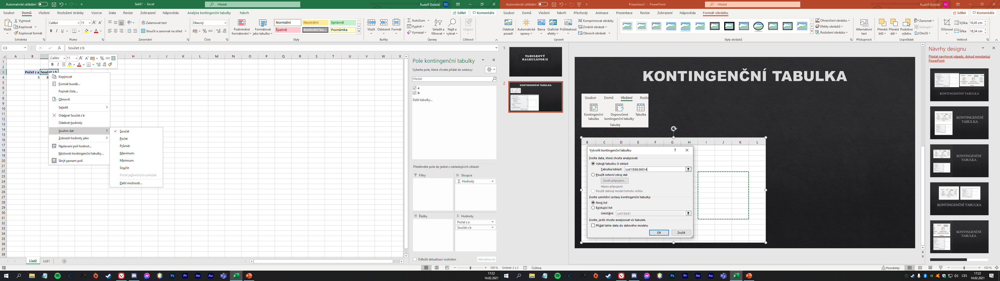 Automatické ukládání
Sešit1 - Excel
Hledat
Rudolf Doležal
RD
Soubor
Domů
Vložení
Rozložení stránky
Vzorce
Data
Revize
Zobrazení
Nápověda
Analýza kontingenční tabulky
Návrh
Sdílet
Komentáře
Vložit
Vyjmout
Kopírovat
Kopírovat formát
Schránka
Calibri
11
B I U
Písmo
Zalamovat text
Sloučit a zarovnat na střed
Zarovnání
Obecný
% 000
Číslo
Podmíněné formátování
Formátovat jako tabulku
Normální
Neutrální
Správně
Špatně
Kontrolní bu...
Poznámka
Styly
Vložit
Odstranit
Formát
Buňky
AutoSum
Vyplnit
Vymazat
Seřadit a filtrovat
Najít a vybrat
Úpravy
Utajení
Citlivost
C3
Součet z b
A B H I J K L M N O P Q R S T U V W X
1
2
3
4
5
6
7
8
9
10
11
12
13
14
15
16
17
18
19
20
21
22
23
24
25
26
27
28
29
30
31
32
33
34
35
36
37
38
Calibri 11
B I
% 000
Počet z a
Součet z b
5
8
Kopírovat
Formát buněk...
Formát čísla...
Obnovit
Seřadit
Odebrat Součet z b
Odebrat hodnoty
Souhrn dat
Zobrazit hodnoty jako
Nastavení polí hodnot...
Možnosti kontingenční tabulky...
Skrýt seznam polí
Součet
Počet
Průměr
Maximum
Minimum
Součin
Počet jedinečných položek
Další možnosti...
Pole kontingenční tabulky
Vyberte pole, která chcete přidat do sestavy:
Hledat
a
b
Další tabulky...
Přetáhněte pole do jedné z následujících oblastí:
Filtry
Sloupce
Σ Hodnoty
Řádky
Σ Hodnoty
Počet z a
Součet z b
Odložit aktualizaci rozložení
Aktualizovat
List2
List1
100 %
17:22
14.02.2021
Automatické ukládání
Prezentace1 - PowerPoint
Hledat
Rudolf Doležal
RD
Soubor
Domů
Vložení
Návrh
Přechody
Animace
Prezentace
Revize
Zobrazení
Nápověda
Formát obrázku
Sdílet
Komentáře
Odebrat pozadí
Automatické opravy
Barva
Grafické efekty
Průhlednost
Komprimovat obrázky
Změnit obrázek
Obnovit obrázek
Upravit
Styly obrázků
Ohraničení obrázku
Efekty obrázků
Rozložení obrázku
Alternativní text
Přístupnost
Přenést blíž
Přenést dál
Podokno výběru
Zarovnat
Seskupit
Otočit
Uspořádat
Oříznout
Výška: 10,45 cm
Šířka: 18,34 cm
Velikost
1
TABULKOVÝ
KALKULÁTOR II
2
KONTINGENČNÍ TABULKA
KONTINGENČNÍ TABULKA
Soubor Domů Vložení Rozlo
Kontingenční tabulka
Doporučené kontingenční tabulky
Tabulka
Tabulky
B C D E F G H I J K L
Vytvořit kontingenční tabulku
?
Zvolte data, která chcete analyzovat:
Vybrat tabulku či oblast
Tabulka/oblast: List1!$I$6:$K$14
Použít externí zdroj dat
Zvolit připojení...
Název připojení:
Použít datový model tohoto sešitu
Zvolte umístění sestavy kontingenční tabulky:
Nový list
Existující list
Umístění: List1!$A$1
Zvolte, jestli chcete analyzovat víc tabulek.
Přidat tahle data do datového modelu
OK
Zrušit
Návrhy designu
Přestat navrhovat nápady, dokud nerestartuji
PowerPoint
KONTINGENČNÍ TABULKA
KONTINGENČNÍ
TABULKA
KONTINGENČNÍ
TABULKA
KONTINGENČNÍ TABULKA
KONTINGENČNÍ
TABULKA
Snímek 2 z 2
Čeština
Poznámky
103 %
CES
17:22
14.02.2021